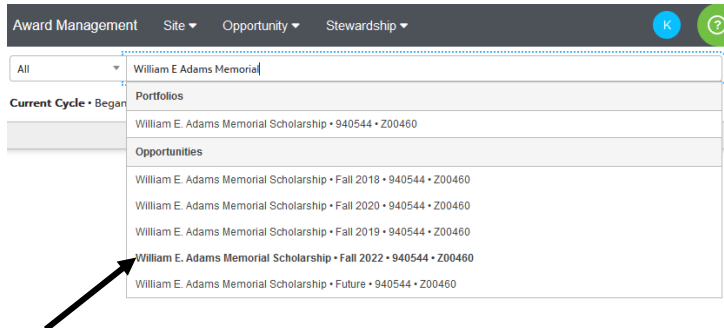 Award Management Site ▾ Opportunity ▾ Stewardship ▾ K ?
All ▾ William E Adams Memorial
Current Cycle • Began
Portfolios
William E. Adams Memorial Scholarship • 940544 • Z00460
Opportunities
William E. Adams Memorial Scholarship • Fall 2018 • 940544 • Z00460
William E. Adams Memorial Scholarship • Fall 2020 • 940544 • Z00460
William E. Adams Memorial Scholarship • Fall 2019 • 940544 • Z00460
William E. Adams Memorial Scholarship • Fall 2022 • 940544 • Z00460
William E. Adams Memorial Scholarship • Future • 940544 • Z00460